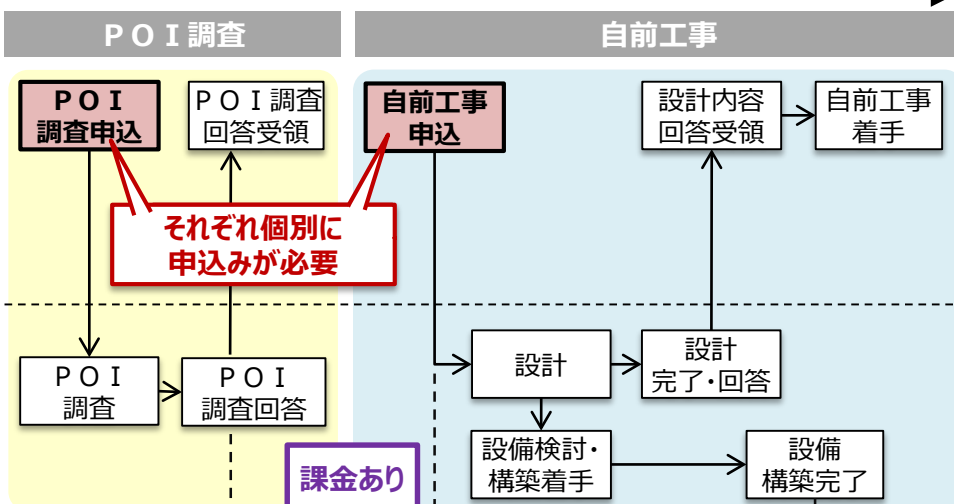 ＰＯＩ調査
自前工事
ＰＯＩ
調査申込
ＰＯＩ調査
回答受領
自前工事
申込
設計内容
回答受領
自前工事
着手
それぞれ個別に
申込みが必要
ＰＯＩ
調査
ＰＯＩ
調査回答
設計
設計
完了・回答
課金あり
設備検討・
構築着手
設備
構築完了